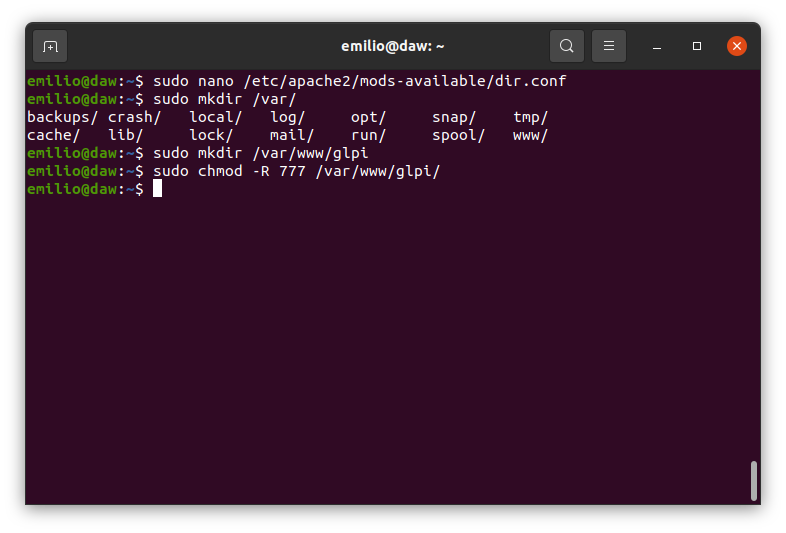 emilio@daw: ~
emilio@daw:~$ sudo nano /etc/apache2/mods-available/dir.conf
emilio@daw:~$ sudo mkdir /var/
backups/ crash/   local/   log/     opt/     snap/    tmp/
cache/   lib/     lock/    mail/    run/     spool/   www/
emilio@daw:~$ sudo mkdir /var/www/glpi
emilio@daw:~$ sudo chmod -R 777 /var/www/glpi/
emilio@daw:~$